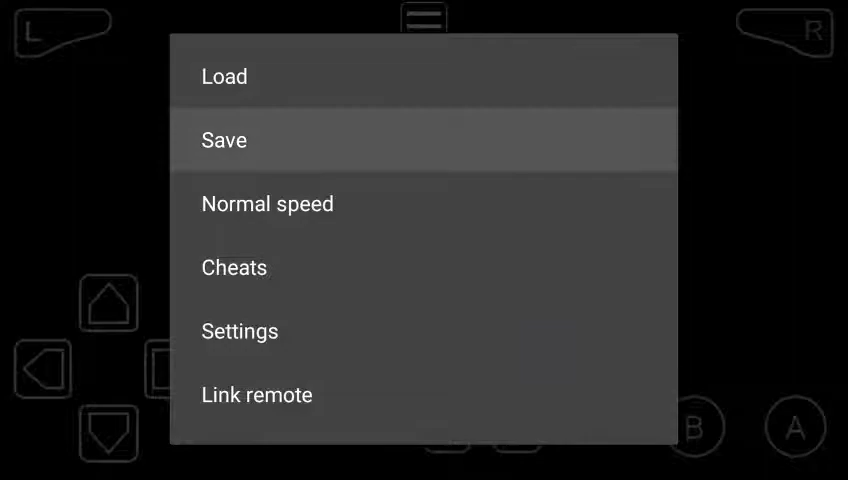 L
R
Load
Save
Normal speed
Cheats
Settings
Link remote
B
A